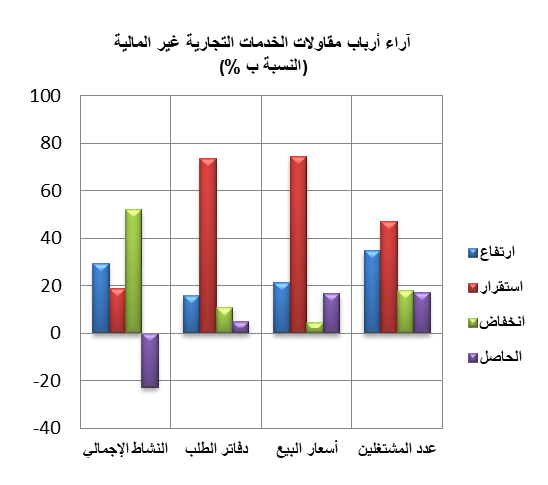 آراء أرباب مقاولات الخدمات التجارية غير المالية
(النسبة ب %)
100
80
60
40
20
0
-20
-40
ارتفاع
استقرار
انخفاض
الحاصل
النشاط الإجمالي
دفاتر الطلب
أسعار البيع
عدد المشتغلين